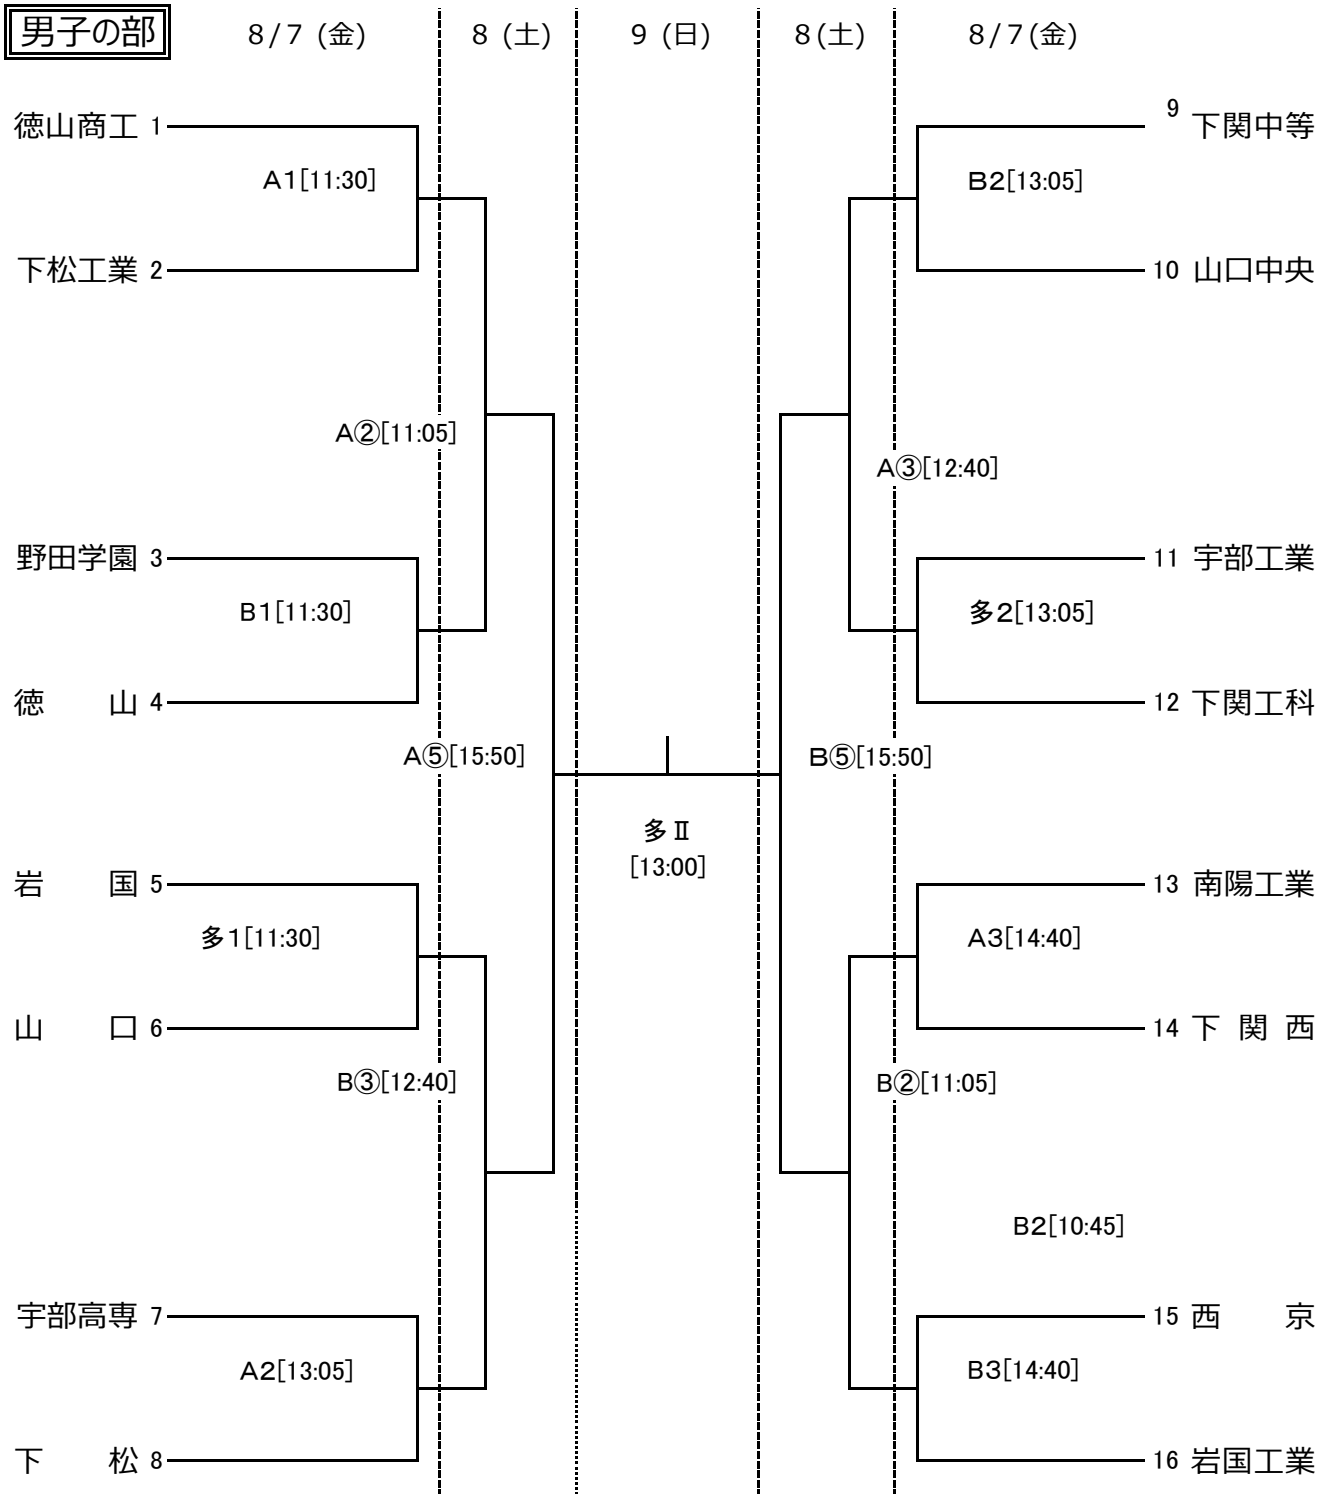 男子の部 8/7 (金) 8 (土) 9 (日) 8(土) 8/7(金)
徳山商工 1
9 下関中等
A1[11:30]
B2[13:05]
下松工業 2
10 山口中央
A②[11:05]
A③[12:40]
野田学園 3
11 宇部工業
B1[11:30]
多2[13:05]
徳 山 4
12 下関工科
A⑤[15:50]
B⑤[15:50]
多Ⅱ
[13:00]
岩 国 5
13 南陽工業
多1[11:30]
A3[14:40]
山 口 6
14 下 関 西
B③[12:40]
B②[11:05]
B2[10:45]
宇部高専 7
15 西 京
A2[13:05]
B3[14:40]
下 松 8
16 岩国工業